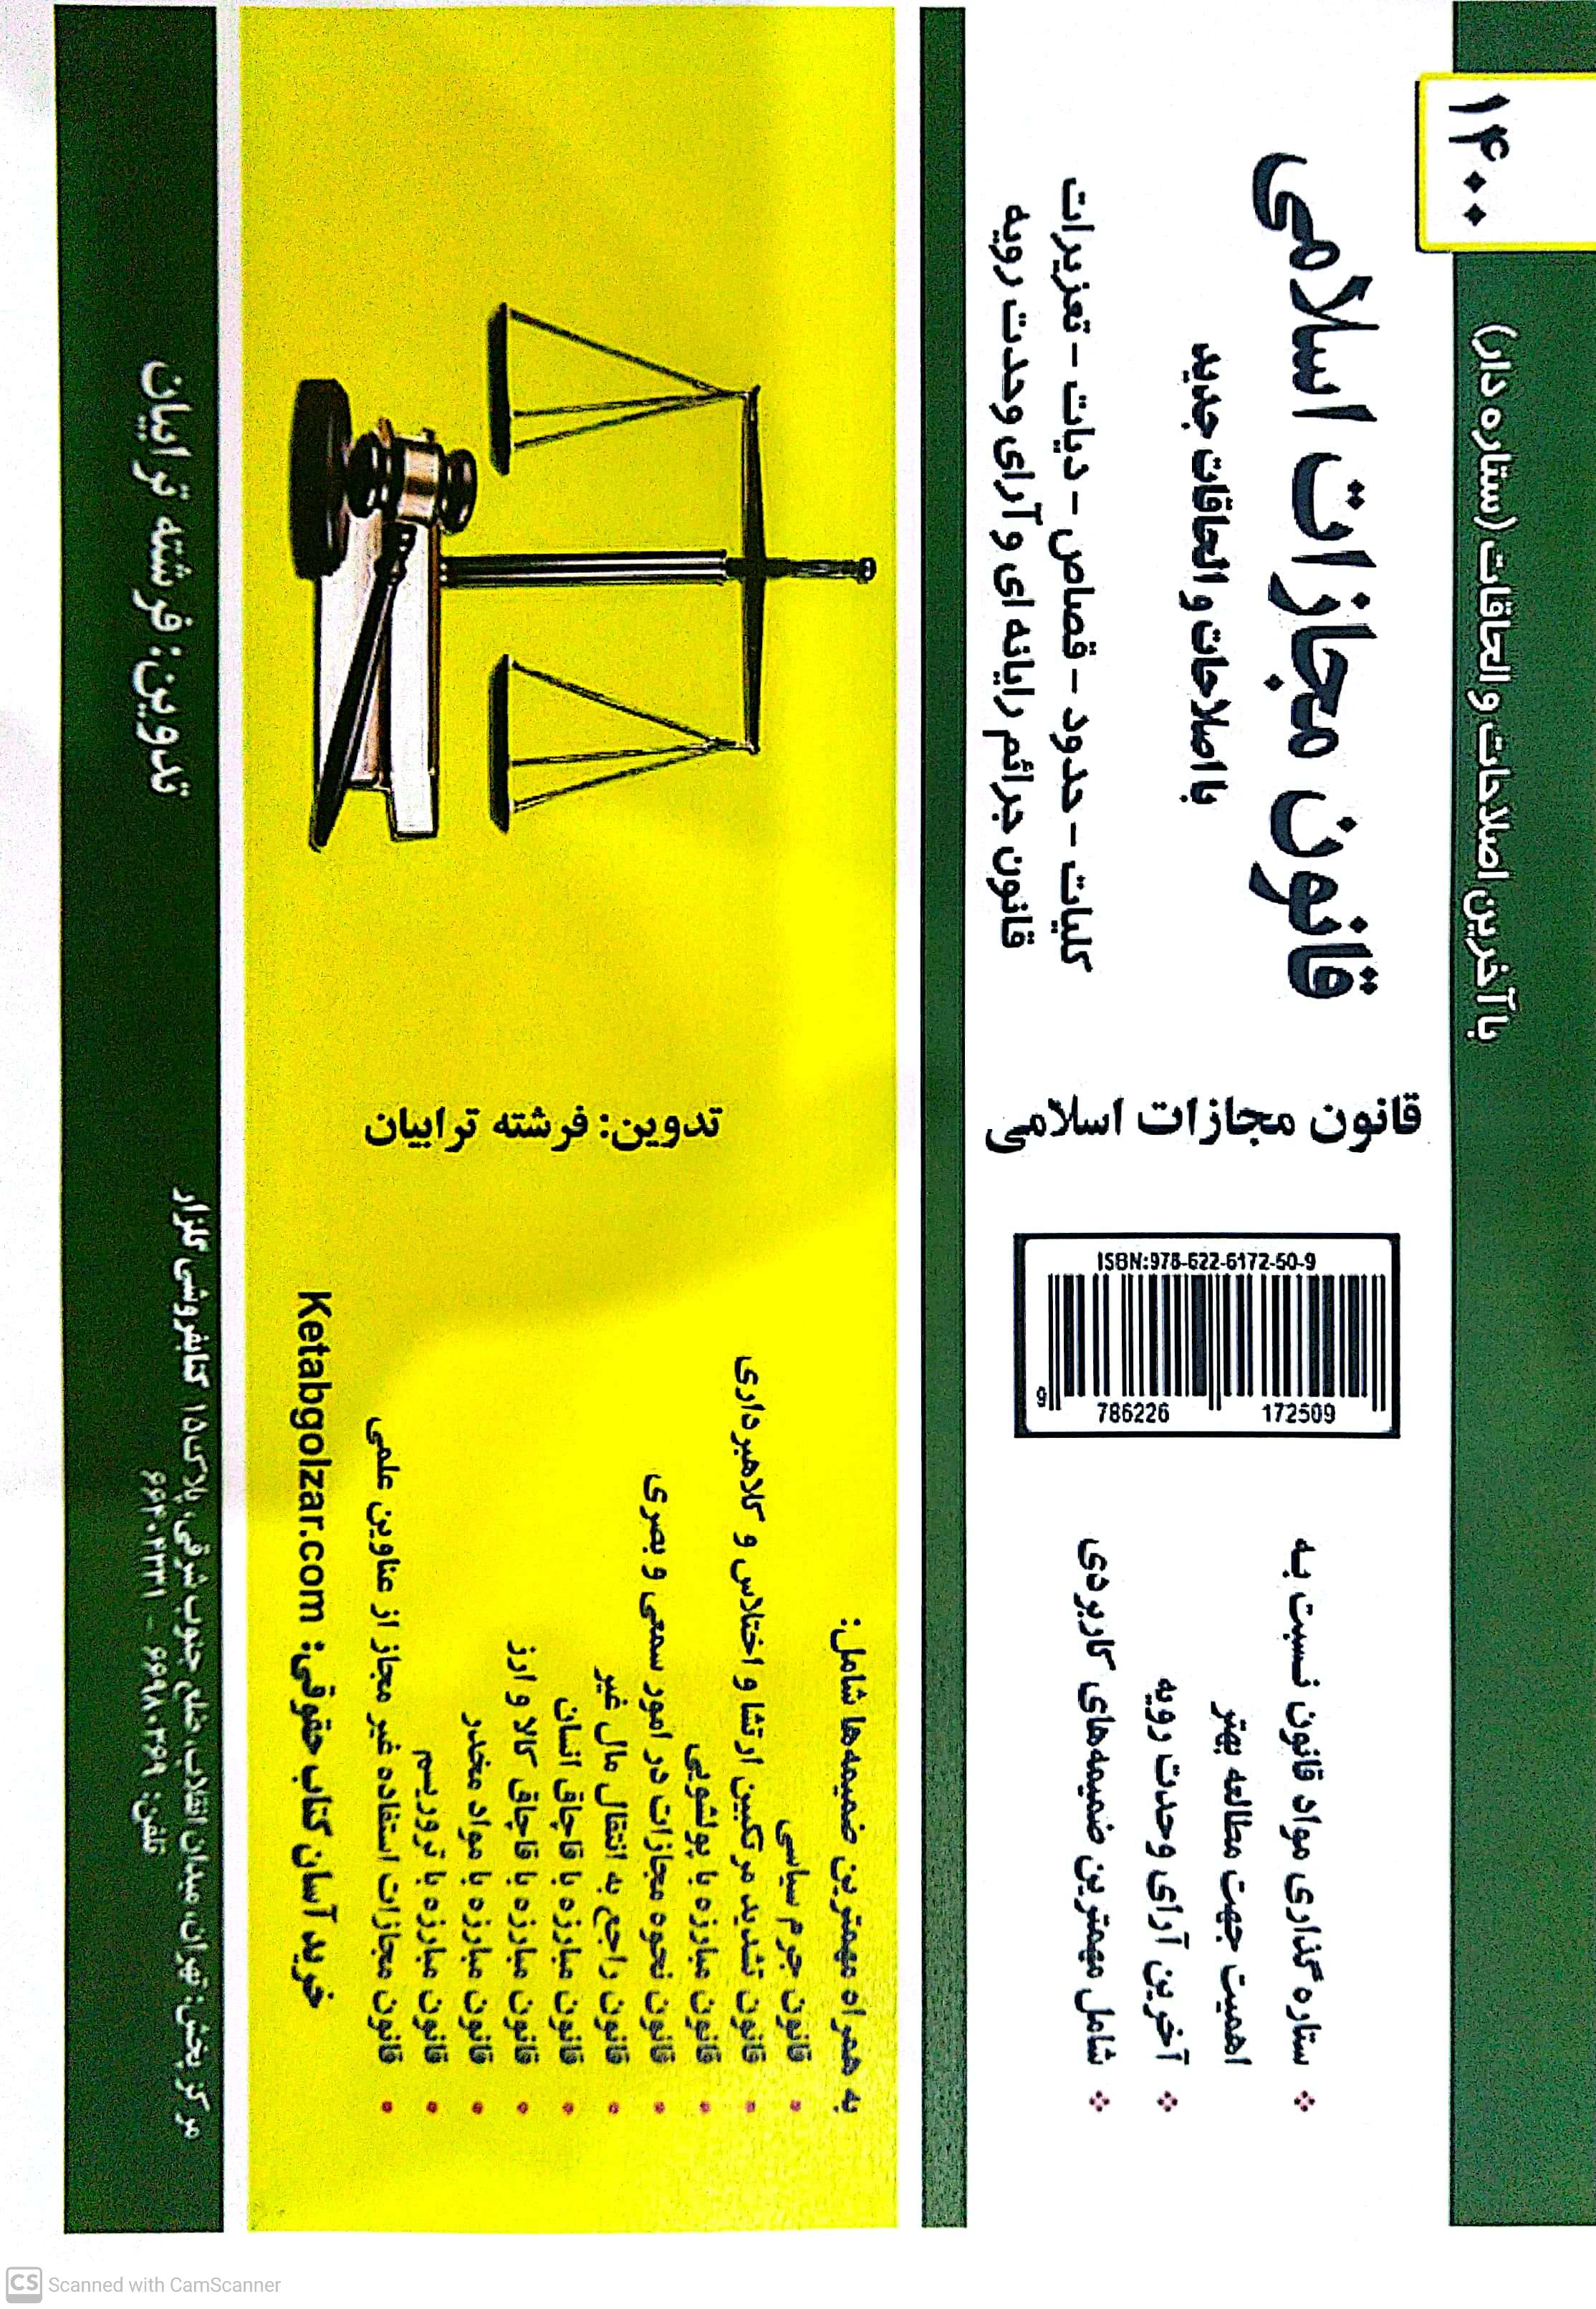 ۱۴۰۰
با آخرین اصلاحات و الحاقات (ستاره دار)
قانون مجازات اسلامی
با اصلاحات و الحاقات جدید
کلیات - حدود - قصاص - دیات - تعزیرات
قانون جرائم رایانه ای و آرای وحدت رویه
تدوین: فرشته ترابیان
قانون مجازات اسلامی
تدوین: فرشته ترابیان
ISBN:978-622-6172-50-9
9 786226 172509
ستاره گذاری مواد قانون نسبت به
اهمیت جهت مطالعه بهتر
آخرین آرای وحدت رویه
شامل مهمترین ضمیمه‌های کاربردی
به همراه مهمترین ضمیمه‌ها شامل:
• قانون جرم سیاسی
• قانون تشدید مرتکبین ارتشا و اختلاس و کلاهبرداری
• قانون مبارزه با پولشویی
• قانون نحوه مجازات در امور سمعی و بصری
• قانون راجع به انتقال مال غیر
• قانون مبارزه با قاچاق انسان
• قانون مبارزه با قاچاق کالا و ارز
• قانون مبارزه با مواد مخدر
• قانون مبارزه با تروریسم
• قانون مجازات استفاده غیر مجاز از عناوین علمی
خرید آسان کتاب حقوقی: Ketabgolzar.com
مرکز پخش: تهران، میدان انقلاب، ضلع جنوب شرقی، پلاک۱۵ کتابفروشی گلزار
تلفن: ۶۶۹۸۰۳۶۹ - ۶۶۴۰۴۳۳۱
CS Scanned with CamScanner